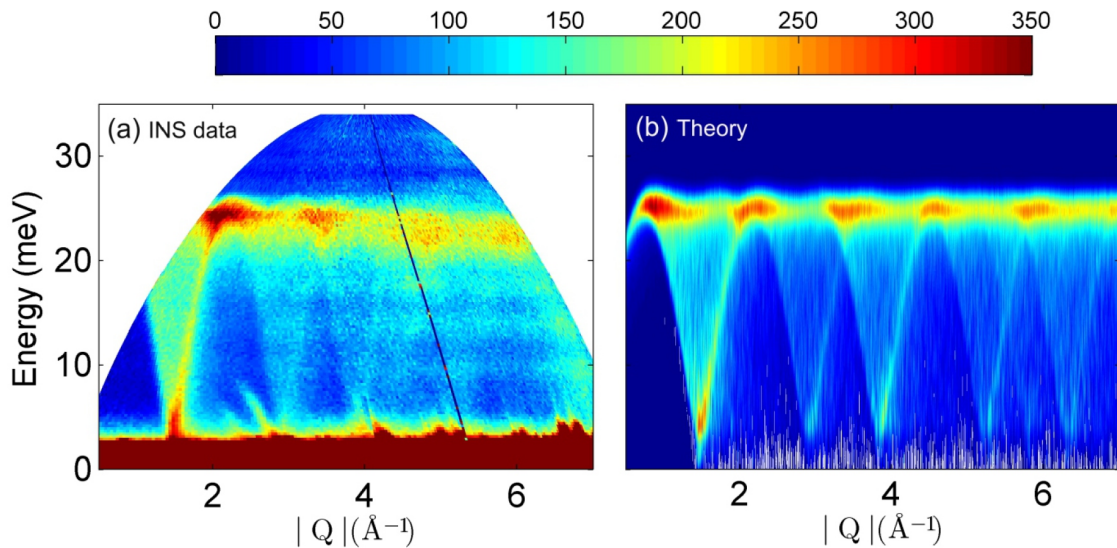 0 50 100 150 200 250 300 350
(a) INS data
(b) Theory
Energy (meV)
30
20
10
0
2 4 6
2 4 6
| Q |(Å⁻¹)
| Q |(Å⁻¹)